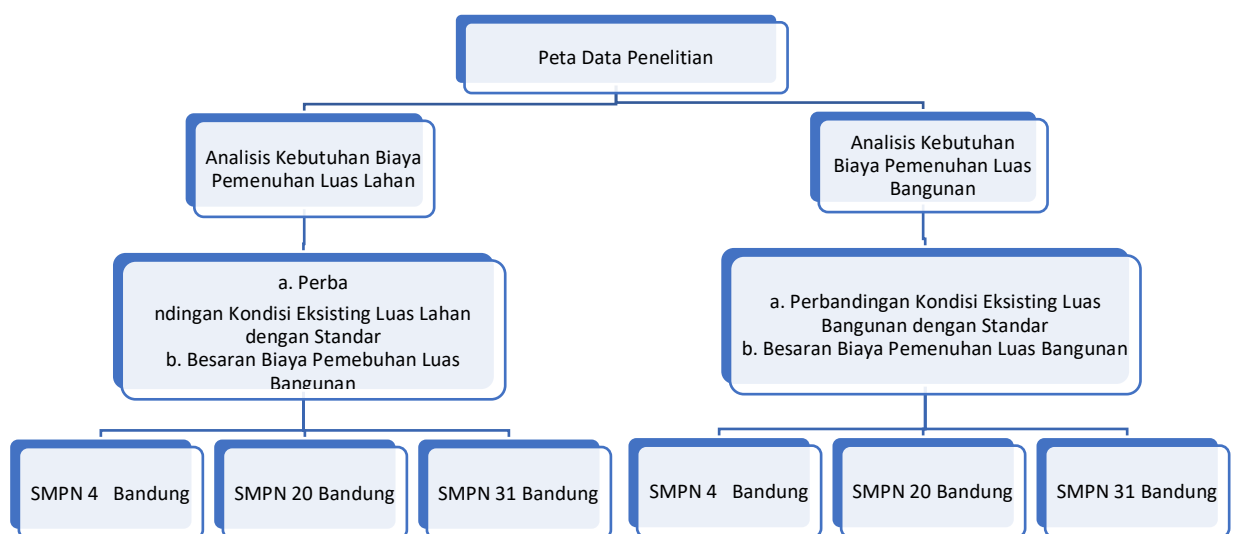 Peta Data Penelitian
Analisis Kebutuhan Biaya
Pemenuhan Luas Lahan
Analisis Kebutuhan
Biaya Pemenuhan Luas
Bangunan
a. Perba
ndingan Kondisi Eksisting Luas Lahan
dengan Standar
b. Besaran Biaya Pemebuhan Luas
Bangunan
a. Perbandingan Kondisi Eksisting Luas
Bangunan dengan Standar
b. Besaran Biaya Pemenuhan Luas Bangunan
SMPN 4 Bandung
SMPN 20 Bandung
SMPN 31 Bandung
SMPN 4 Bandung
SMPN 20 Bandung
SMPN 31 Bandung